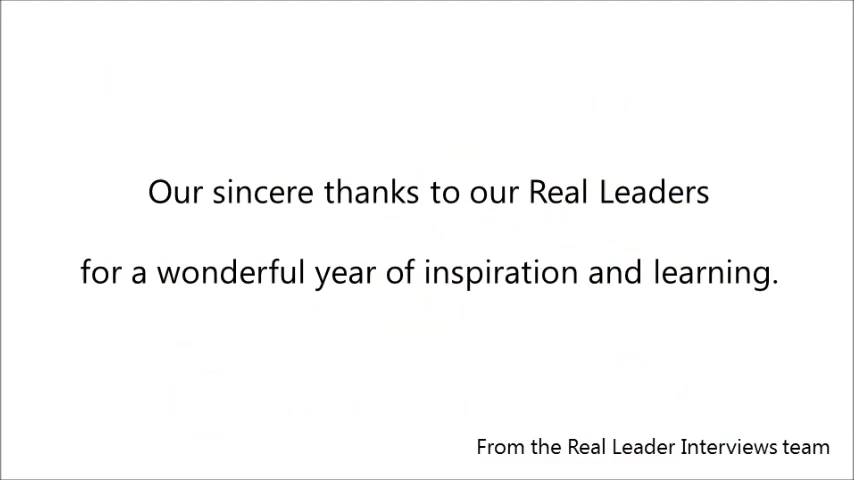 Our sincere thanks to our Real Leaders
for a wonderful year of inspiration and learning.
From the Real Leader Interviews team